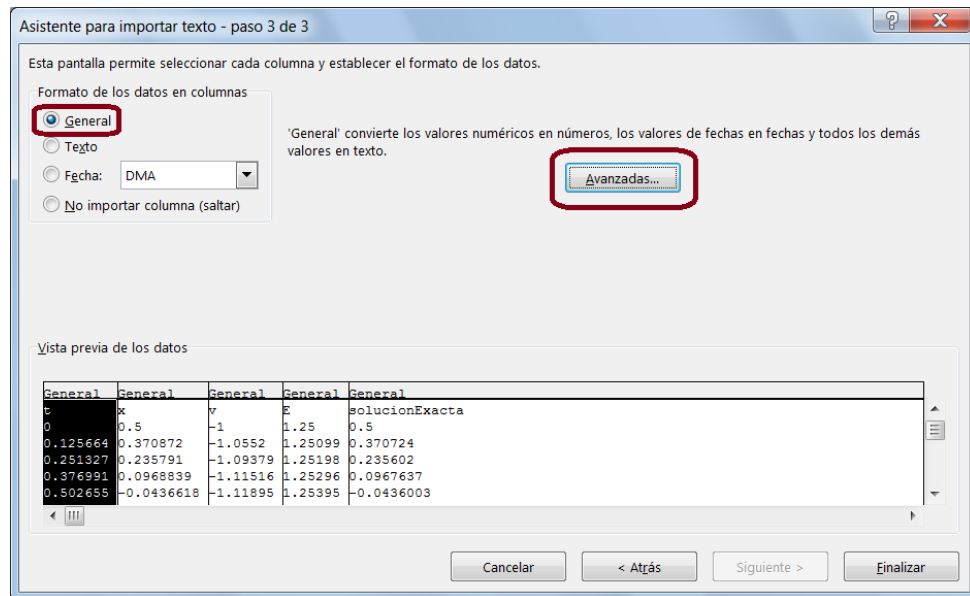 Asistente para importar texto - paso 3 de 3
Esta pantalla permite seleccionar cada columna y establecer el formato de los datos.
Formato de los datos en columnas
General
Texto
Fecha: DMA
No importar columna (saltar)
'General' convierte los valores numéricos en números, los valores de fechas en fechas y todos los demás
valores en texto.
Avanzadas...
Vista previa de los datos
General General General General General
t x v E solucionExacta
0 0.5 -1 1.25 0.5
0.125664 0.370872 -1.0552 1.25099 0.370724
0.251327 0.235791 -1.09379 1.25198 0.235602
0.376991 0.0968839 -1.11516 1.25296 0.0967637
0.502655 -0.0436618 -1.11895 1.25395 -0.0436003
Cancelar < Atrás Siguiente > Finalizar